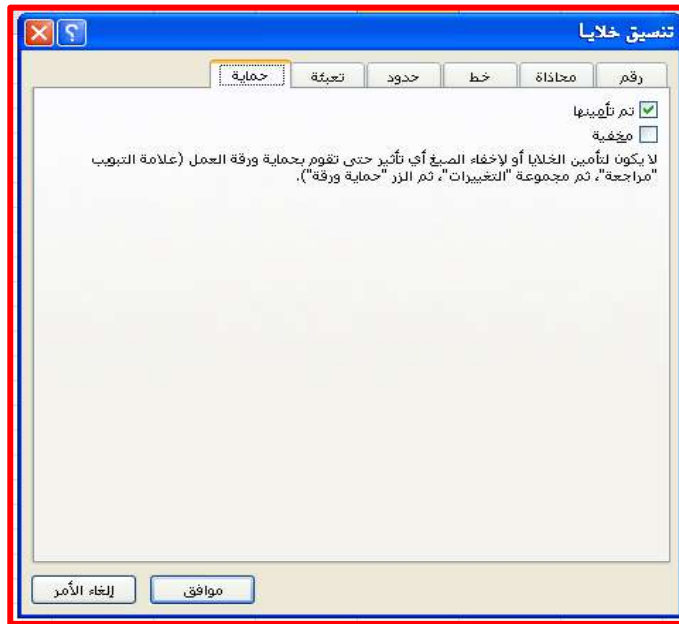 تنسيق خلايا
رقم محاذاة خط حدود تعبئة حماية
تم تأمينها
مخفية
لا يكون لتأمين الخلايا أو لإخفاء الصيغ أي تأثير حتى تقوم بحماية ورقة العمل (علامة التبويب
"مراجعة"، ثم مجموعة "التغييرات"، ثم الزر "حماية ورقة").
موافق إلغاء الأمر